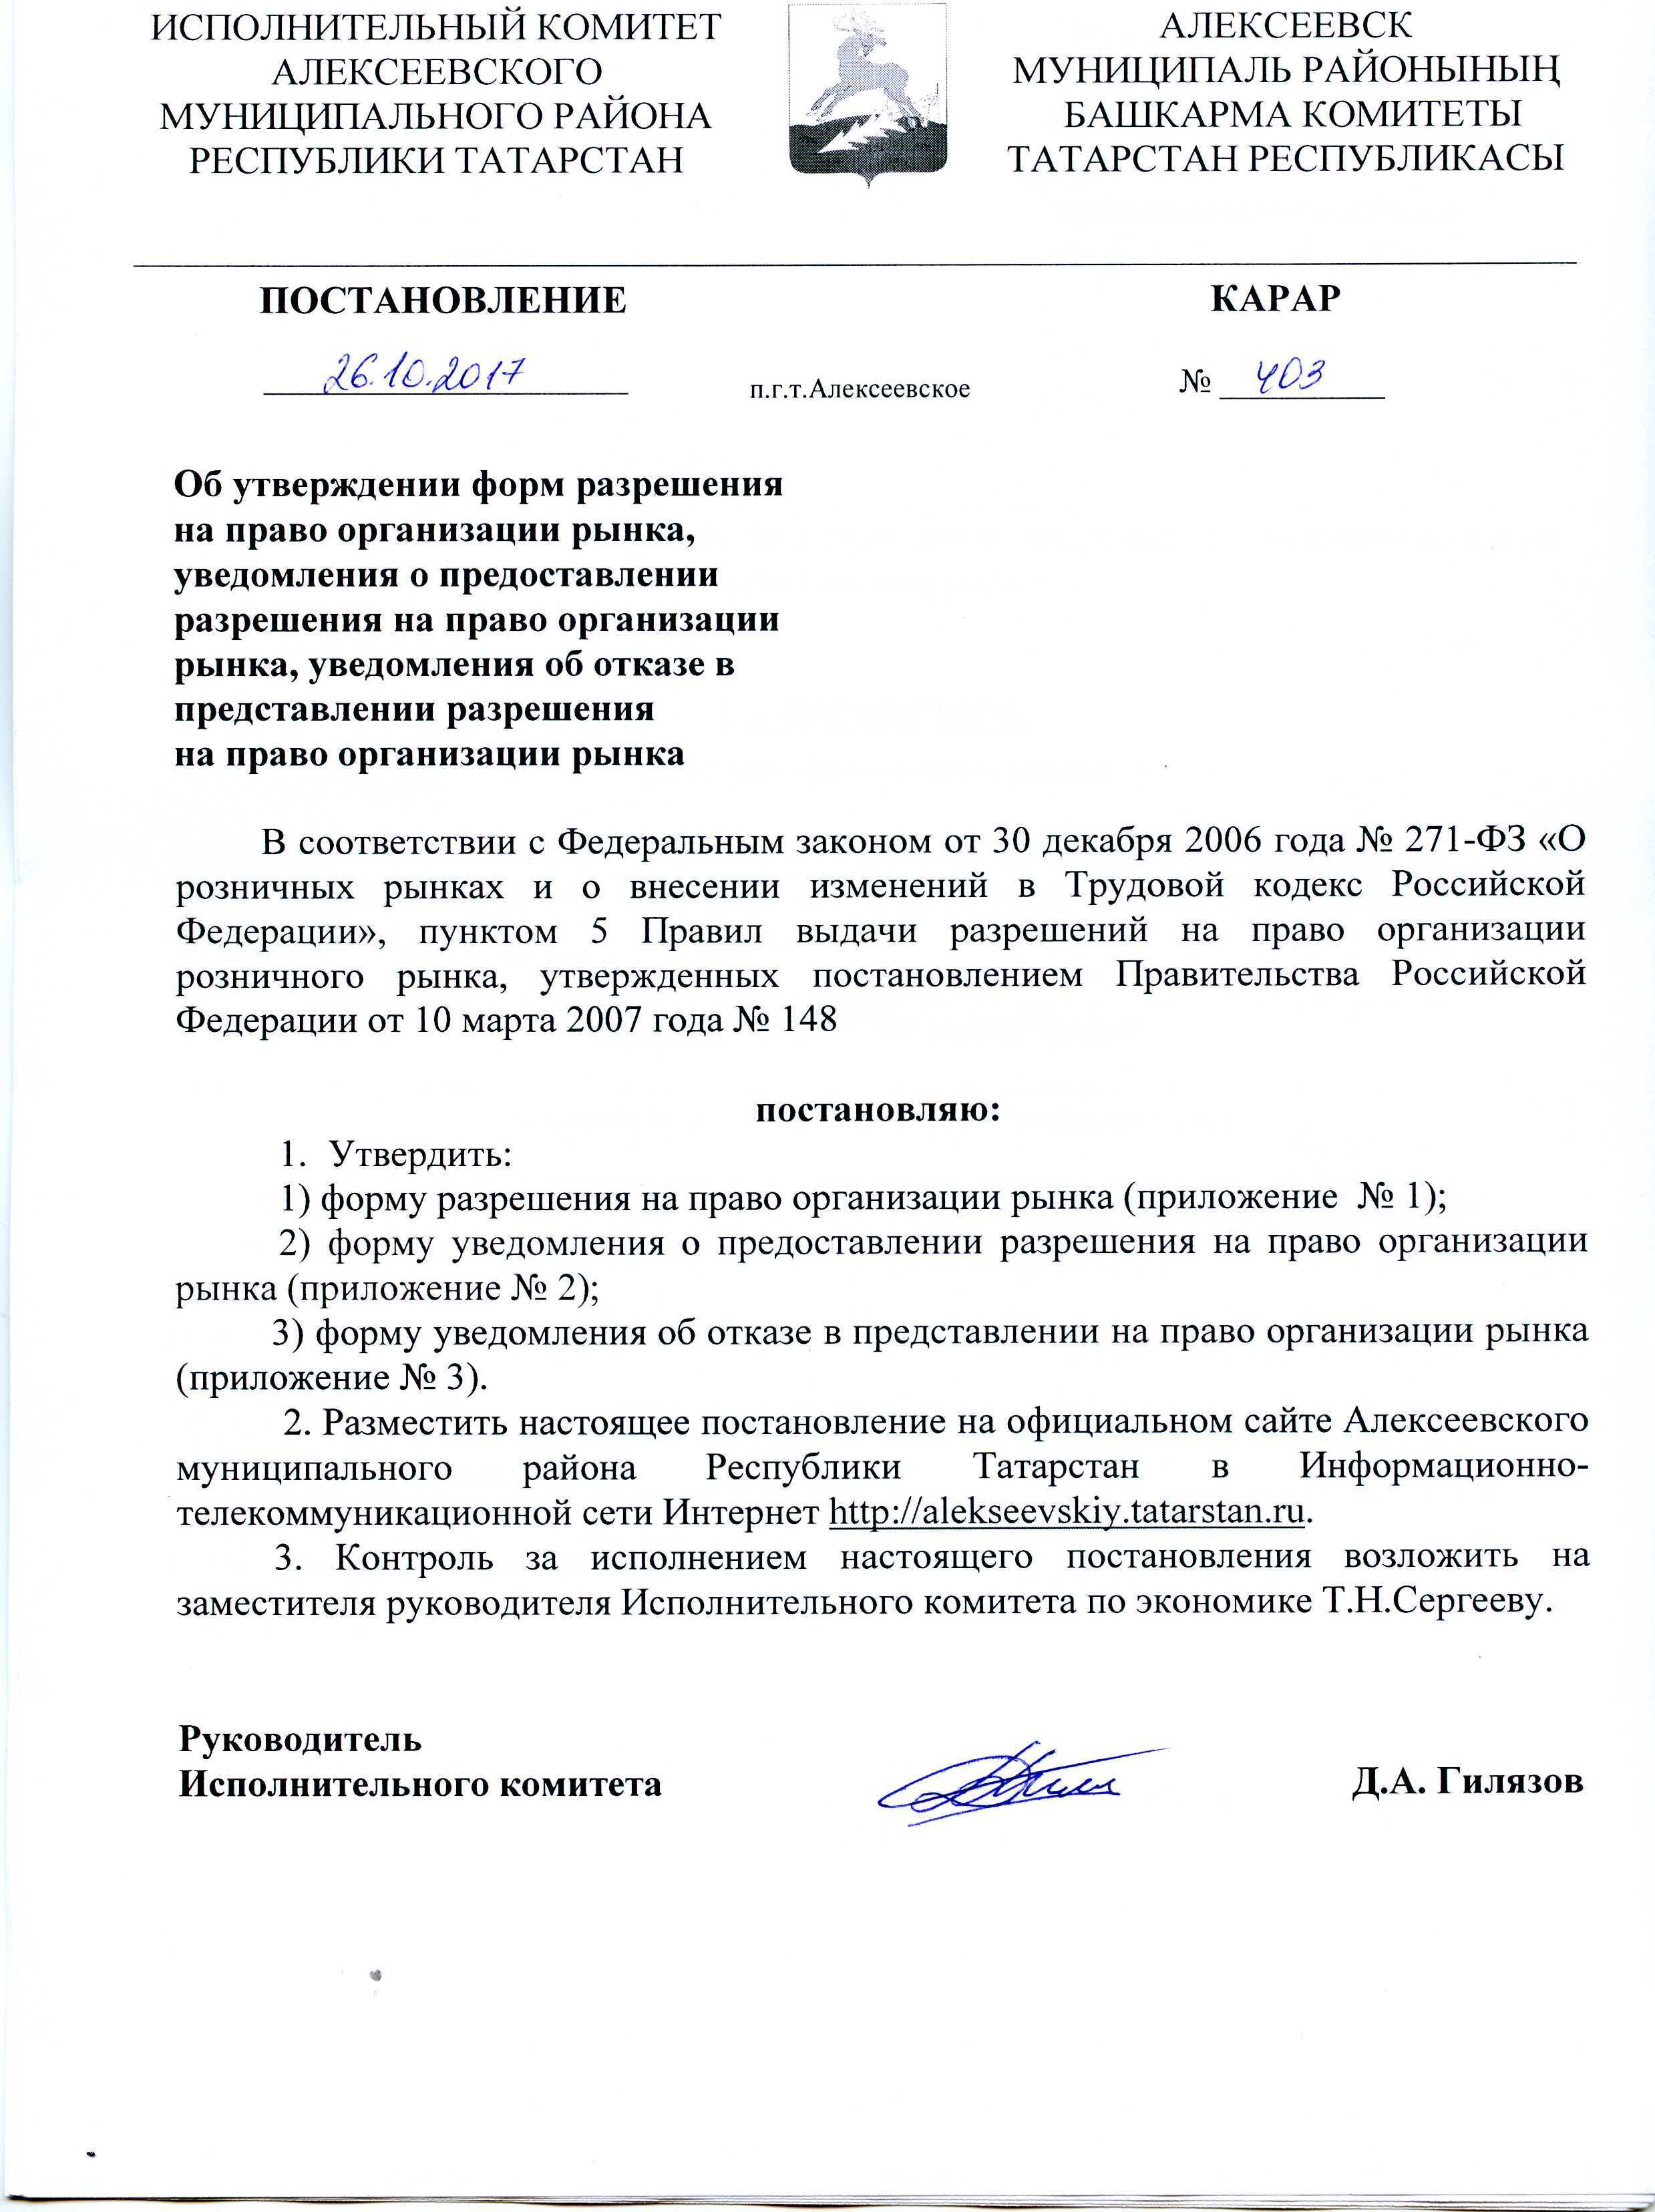 ИСПОЛНИТЕЛЬНЫЙ КОМИТЕТ
АЛЕКСЕЕВСКОГО
МУНИЦИПАЛЬНОГО РАЙОНА
РЕСПУБЛИКИ ТАТАРСТАН
АЛЕКСЕЕВСК
МУНИЦИПАЛЬ РАЙОНЫНЫҢ
БАШКАРМА КОМИТЕТЫ
ТАТАРСТАН РЕСПУБЛИКАСЫ
ПОСТАНОВЛЕНИЕ
КАРАР
26.10.2017
п.г.т.Алексеевское
№ 403
Об утверждении форм разрешения
на право организации рынка,
уведомления о предоставлении
разрешения на право организации
рынка, уведомления об отказе в
представлении разрешения
на право организации рынка
В соответствии с Федеральным законом от 30 декабря 2006 года № 271-ФЗ «О
розничных рынках и о внесении изменений в Трудовой кодекс Российской
Федерации», пунктом 5 Правил выдачи разрешений на право организации
розничного рынка, утвержденных постановлением Правительства Российской
Федерации от 10 марта 2007 года № 148
постановляю:
1. Утвердить:
1) форму разрешения на право организации рынка (приложение № 1);
2) форму уведомления о предоставлении разрешения на право организации
рынка (приложение № 2);
3) форму уведомления об отказе в представлении на право организации рынка
(приложение № 3).
2. Разместить настоящее постановление на официальном сайте Алексеевского
муниципального района Республики Татарстан в Информационно-
телекоммуникационной сети Интернет http://alekseevskiy.tatarstan.ru.
3. Контроль за исполнением настоящего постановления возложить на
заместителя руководителя Исполнительного комитета по экономике Т.Н.Сергееву.
Руководитель
Исполнительного комитета
Д.А. Гилязов